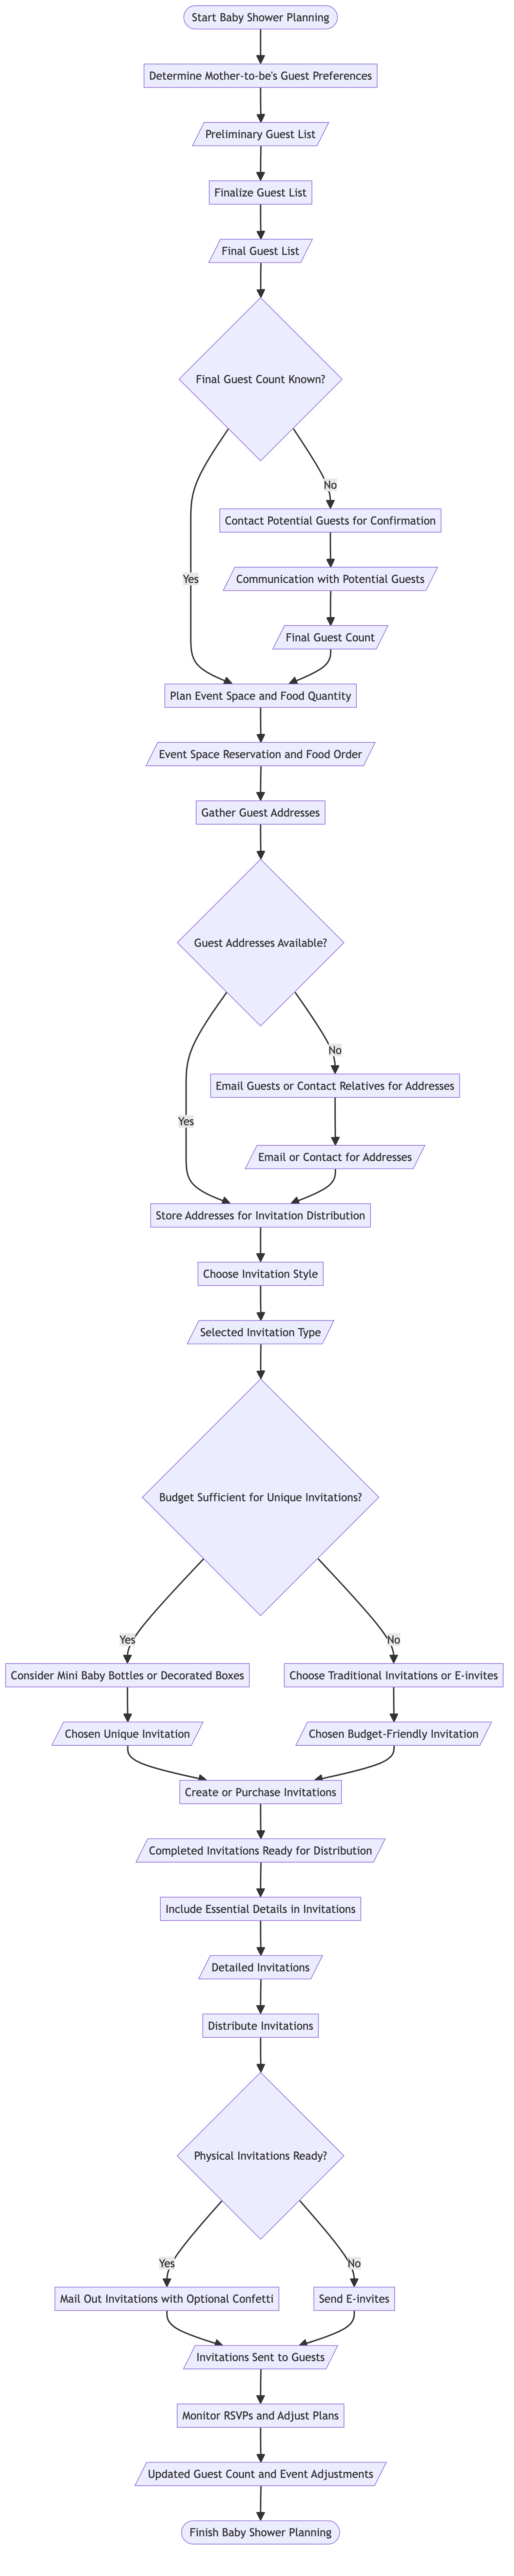 Start Baby Shower Planning
Determine Mother-to-be's Guest Preferences
Preliminary Guest List
Finalize Guest List
Final Guest List
Final Guest Count Known?
No
Contact Potential Guests for Confirmation
Yes
Communication with Potential Guests
Final Guest Count
Plan Event Space and Food Quantity
Event Space Reservation and Food Order
Gather Guest Addresses
Guest Addresses Available?
No
Email Guests or Contact Relatives for Addresses
Yes
Email or Contact for Addresses
Store Addresses for Invitation Distribution
Choose Invitation Style
Selected Invitation Type
Budget Sufficient for Unique Invitations?
Yes
No
Consider Mini Baby Bottles or Decorated Boxes
Choose Traditional Invitations or E-invites
Chosen Unique Invitation
Chosen Budget-Friendly Invitation
Create or Purchase Invitations
Completed Invitations Ready for Distribution
Include Essential Details in Invitations
Detailed Invitations
Distribute Invitations
Physical Invitations Ready?
Yes
No
Mail Out Invitations with Optional Confetti
Send E-invites
Invitations Sent to Guests
Monitor RSVPs and Adjust Plans
Updated Guest Count and Event Adjustments
Finish Baby Shower Planning